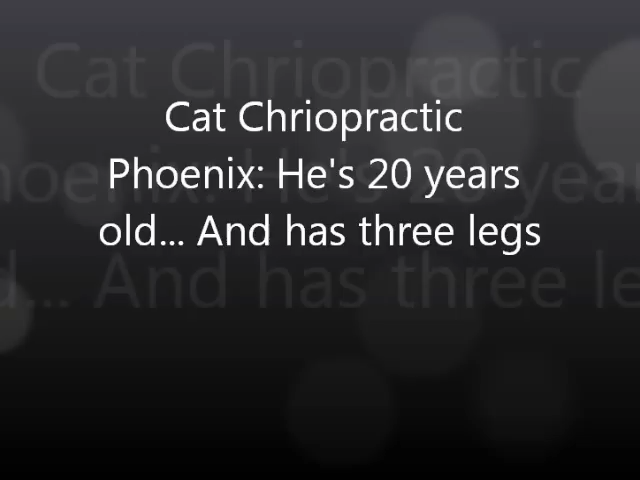 Cat Chriopractic
Phoenix: He's 20 years
old... And has three legs